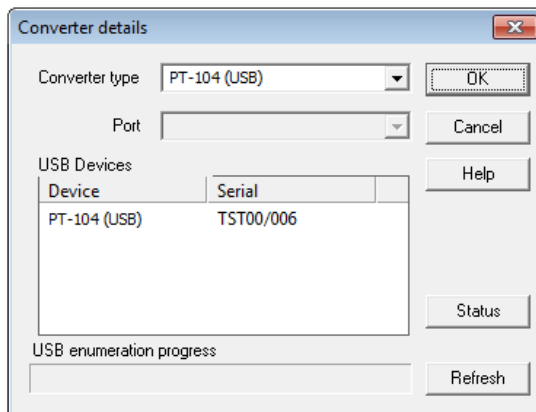 Converter details
Converter type PT-104 (USB) OK
Port Cancel
USB Devices Help
Device Serial
PT-104 (USB) TST00/006
Status
USB enumeration progress
Refresh